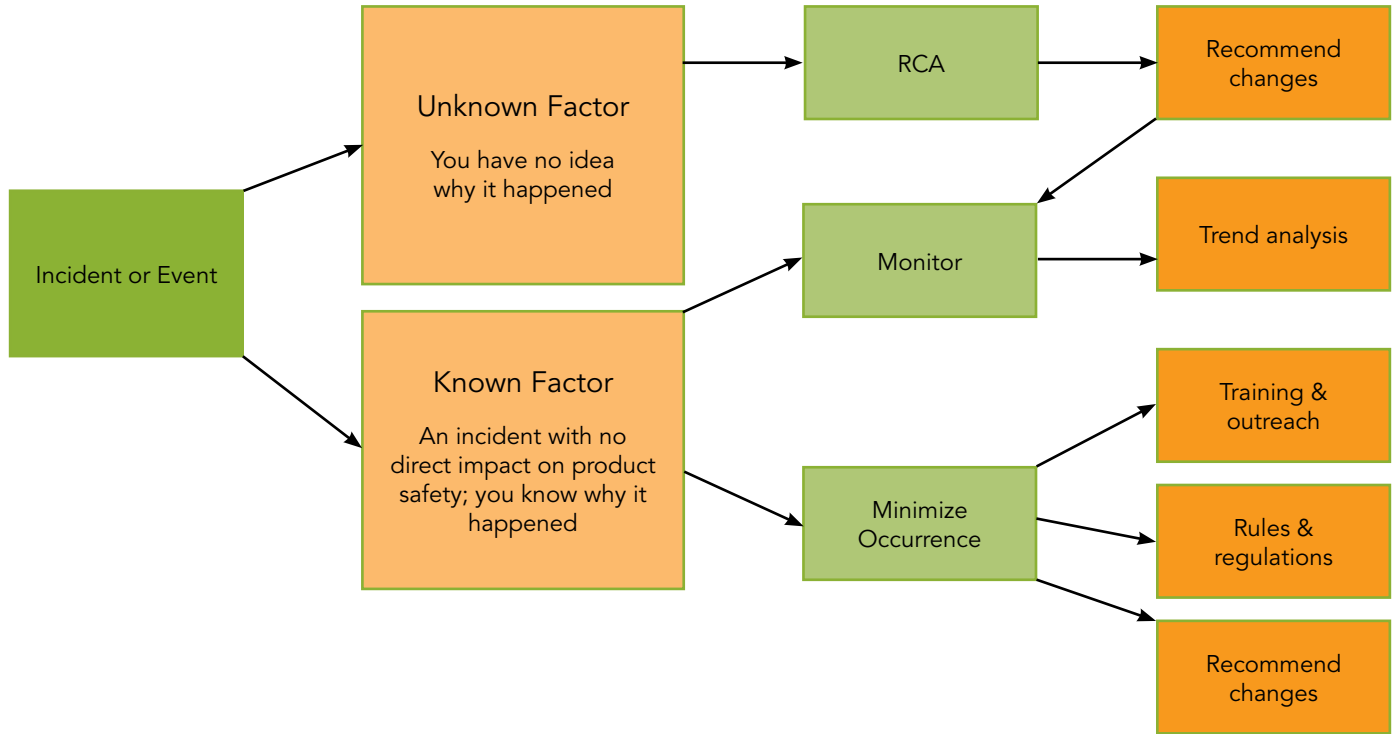 Incident or Event
Unknown Factor
You have no idea
why it happened
Known Factor
An incident with no
direct impact on product
safety; you know why it
happened
RCA
Monitor
Minimize
Occurrence
Recommend
changes
Trend analysis
Training &
outreach
Rules &
regulations
Recommend
changes